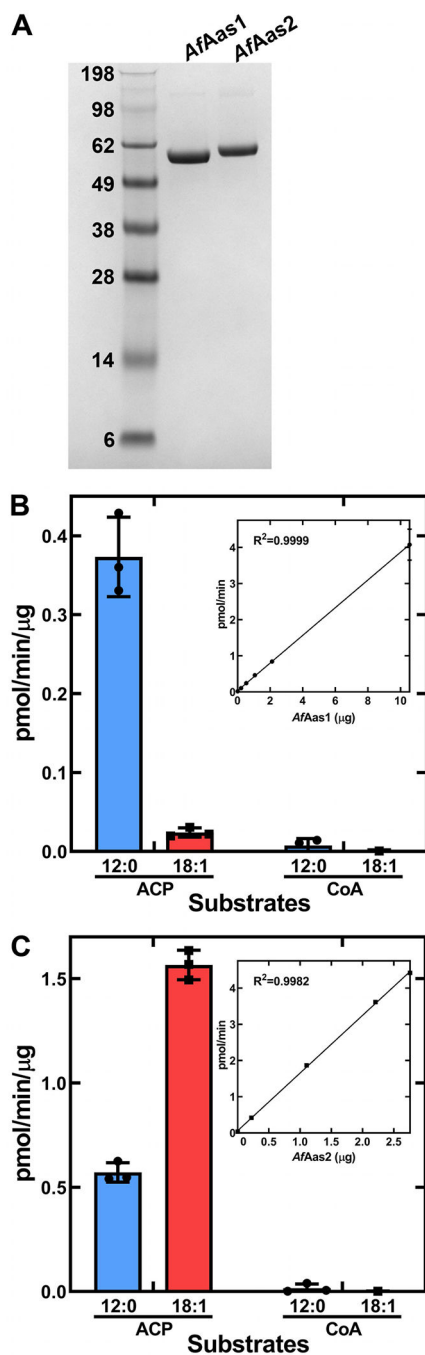 A
AfAas1 AfAas2
198
98
62
49
38
28
14
6
B
pmol/min/μg
0.4
0.3
0.2
0.1
0.0
R²=0.9999
pmol/min
4
3
2
1
0
0 2 4 6 8 10
AfAas1 (μg)
12:0 18:1 12:0 18:1
ACP CoA
Substrates
C
pmol/min/μg
1.5
1.0
0.5
0.0
R²=0.9982
pmol/min
4
3
2
1
0
0 0.5 1.0 1.5 2.0 2.5
AfAas2 (μg)
12:0 18:1 12:0 18:1
ACP CoA
Substrates